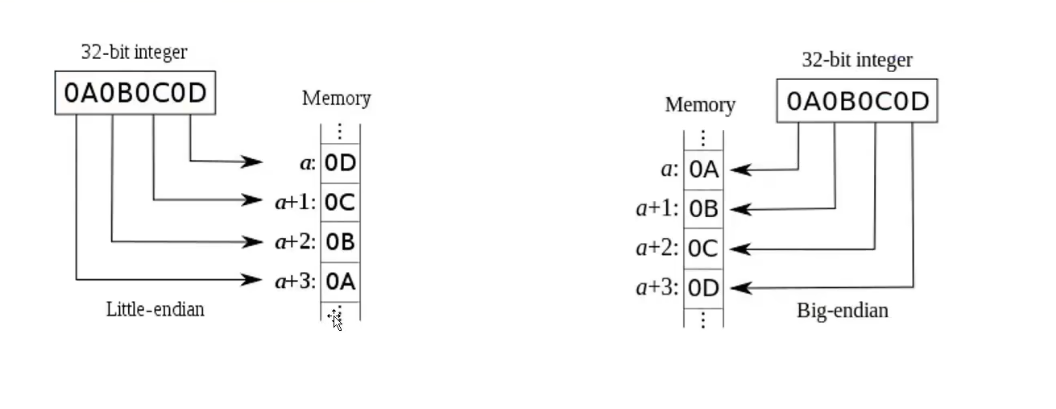 32-bit integer
0A0B0C0D
Memory
a: 0D
a+1: 0C
a+2: 0B
a+3: 0A
Little-endian
32-bit integer
0A0B0C0D
Memory
a: 0A
a+1: 0B
a+2: 0C
a+3: 0D
Big-endian